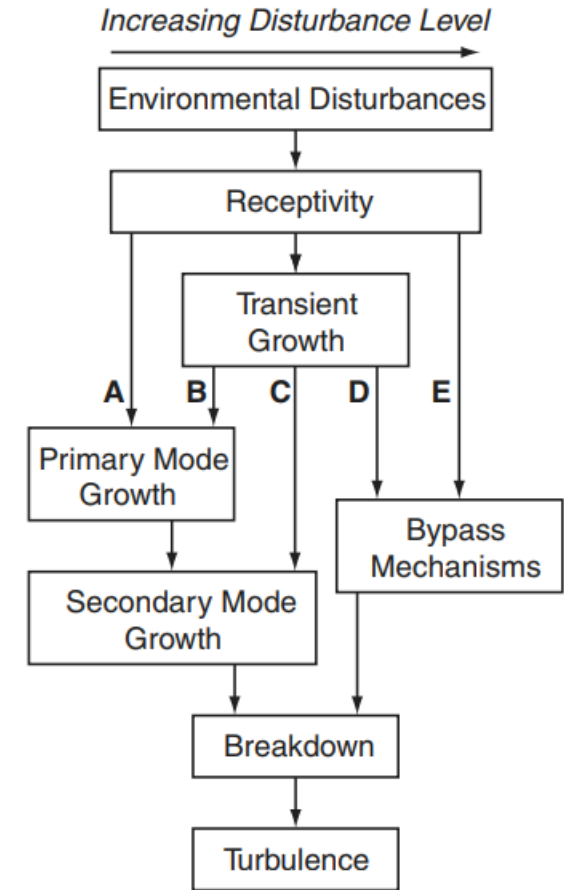 Increasing Disturbance Level
Environmental Disturbances
Receptivity
Transient
Growth
A
B
C
D
E
Primary Mode
Growth
Bypass
Mechanisms
Secondary Mode
Growth
Breakdown
Turbulence